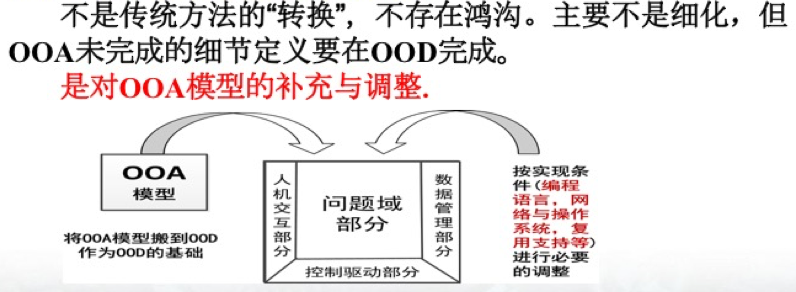 不是传统方法的“转换”，不存在鸿沟。主要不是细化，但
OOA未完成的细节定义要在OOD完成。
是对OOA模型的补充与调整.
OOA
模型
将OOA模型搬到OOD
作为OOD的基础
人机交互部分
问题域
部分
数据管理部分
控制驱动部分
按实现条
件(编程
语言，网
络与操作
系统，复
用支持等)
进行必要
的调整